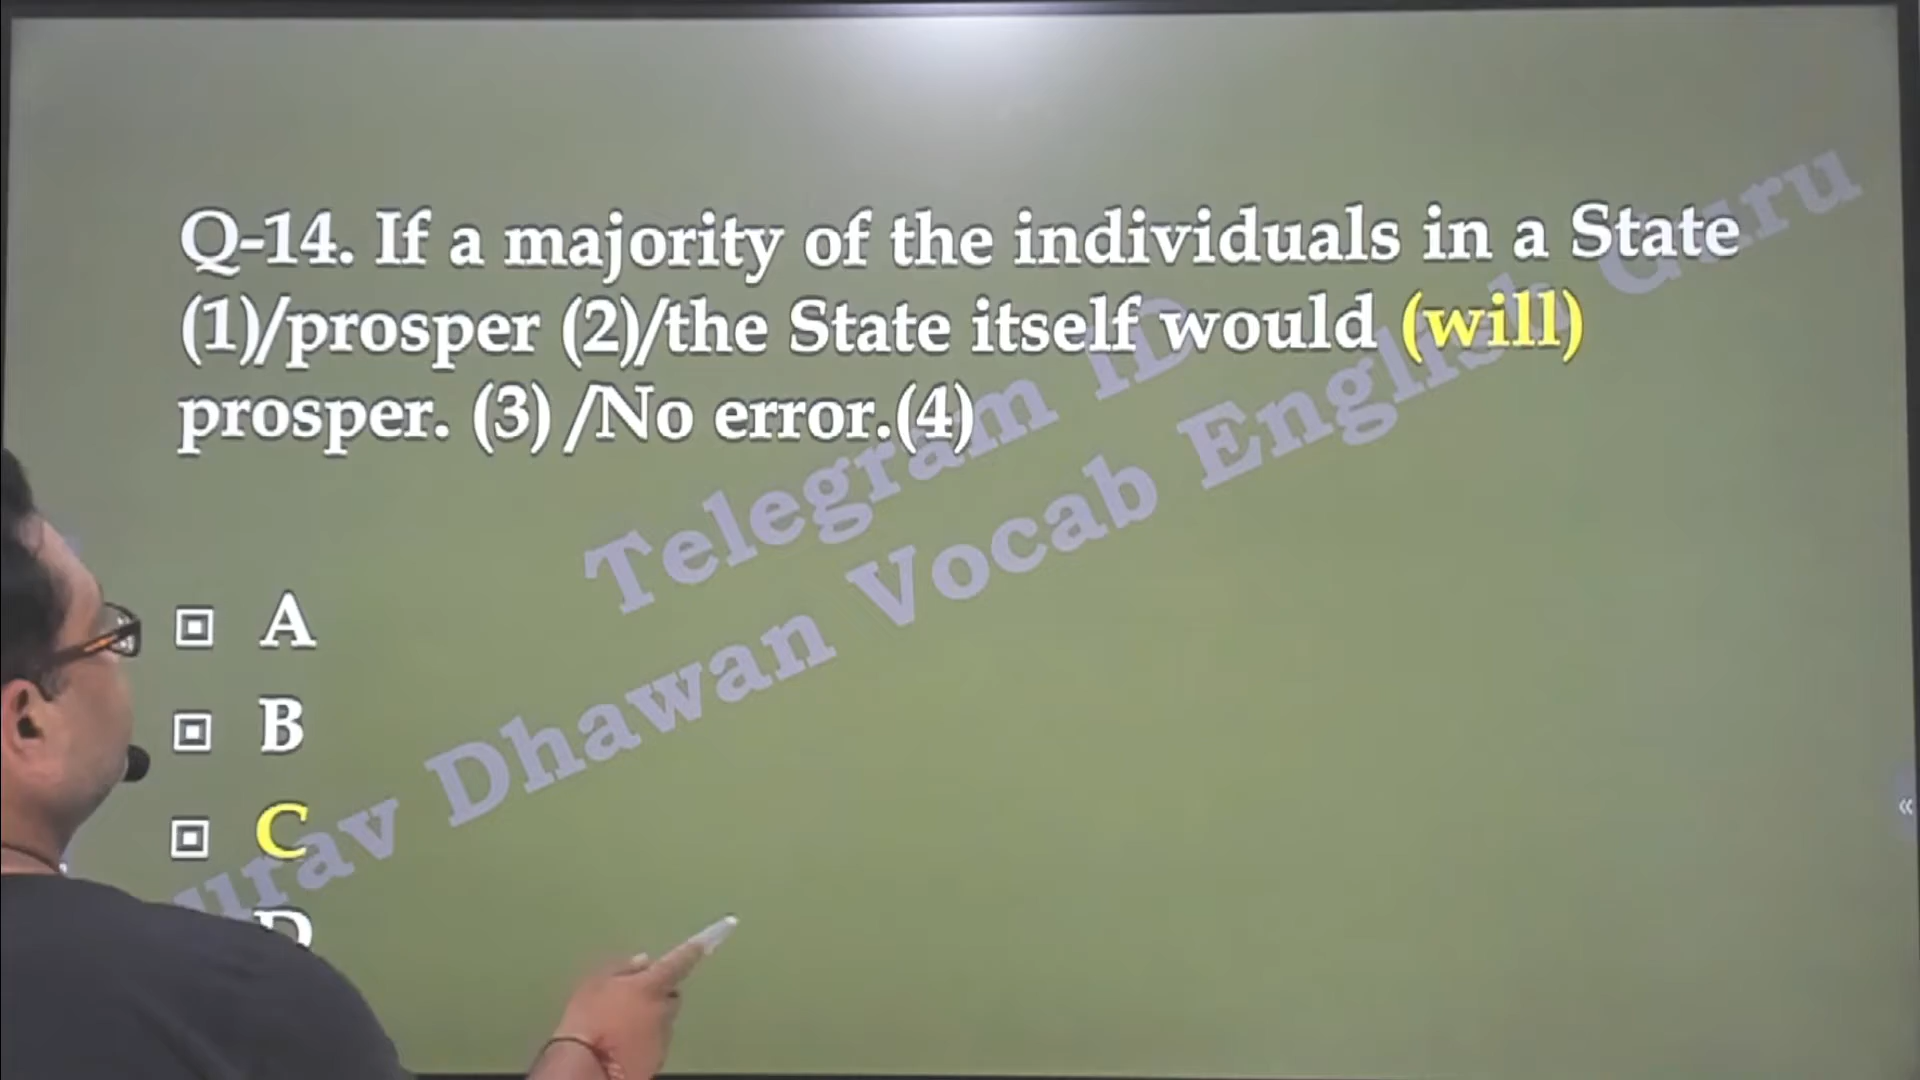 Q-14. If a majority of the individuals in a State
(1)/prosper (2)/the State itself would (will)
prosper. (3) /No error.(4)
Telegram iD
urav Dhawan Vocab English Guru
A
B
C
D
«